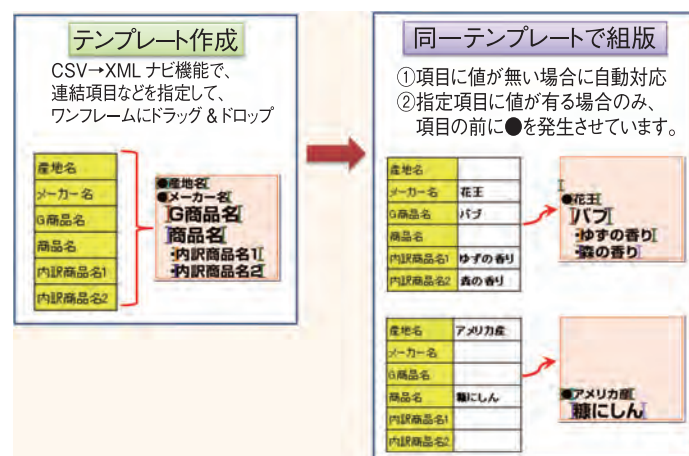 テンプレート作成
CSV→XML ナビ機能で、
連結項目などを指定して、
ワンフレームにドラッグ & ドロップ
産地名
メーカー名
G商品名
商品名
内訳商品名1
内訳商品名2
●産地名
●メーカー名
G商品名
商品名
・内訳商品名1
・内訳商品名2
同一テンプレートで組版
①項目に値が無い場合に自動対応
②指定項目に値が有る場合のみ、
項目の前に●を発生させています。
産地名
メーカー名 花王
G商品名 バブ
商品名
内訳商品名1 ゆずの香り
内訳商品名2 森の香り
●花王
バブ
・ゆずの香り
・森の香り
産地名 アメリカ産
メーカー名
G商品名
商品名 糠にしん
内訳商品名1
内訳商品名2
●アメリカ産
糠にしん